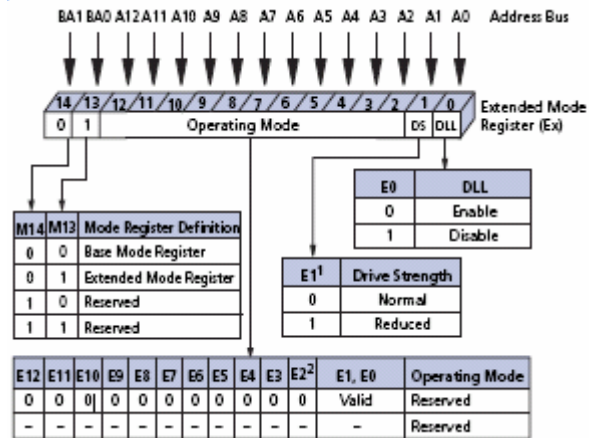 BA1 BA0 A12 A11 A10 A9 A8 A7 A6 A5 A4 A3 A2 A1 A0 Address Bus
14 13 12 11 10 9 8 7 6 5 4 3 2 1 0
Extended Mode
Register (Ex)
0 1 Operating Mode DS DLL
E0 DLL
0 Enable
1 Disable
M14 M13 Mode Register Definition
0 0 Base Mode Register
0 1 Extended Mode Register
1 0 Reserved
1 1 Reserved
E1¹ Drive Strength
0 Normal
1 Reduced
E12 E11 E10 E9 E8 E7 E6 E5 E4 E3 E2² E1, E0 Operating Mode
0 0 0 0 0 0 0 0 0 0 0 Valid Reserved
– – – – – – – – – – – – Reserved